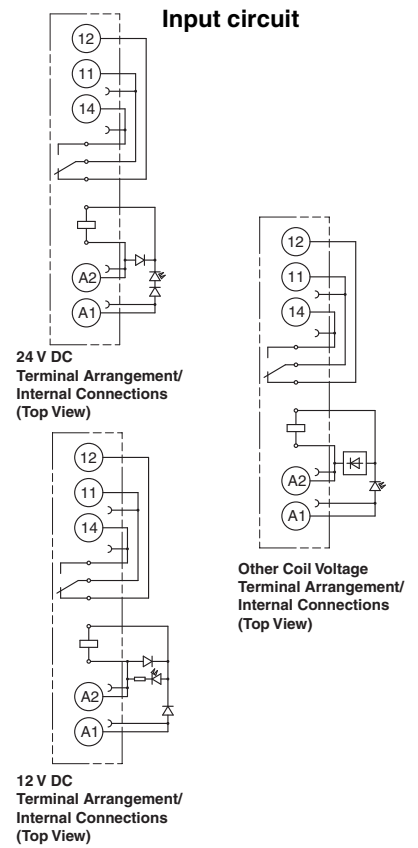 Input circuit
12
11
14
A2
A1
24 V DC
Terminal Arrangement/
Internal Connections
(Top View)
12
11
14
A2
A1
Other Coil Voltage
Terminal Arrangement/
Internal Connections
(Top View)
12
11
14
A2
A1
12 V DC
Terminal Arrangement/
Internal Connections
(Top View)